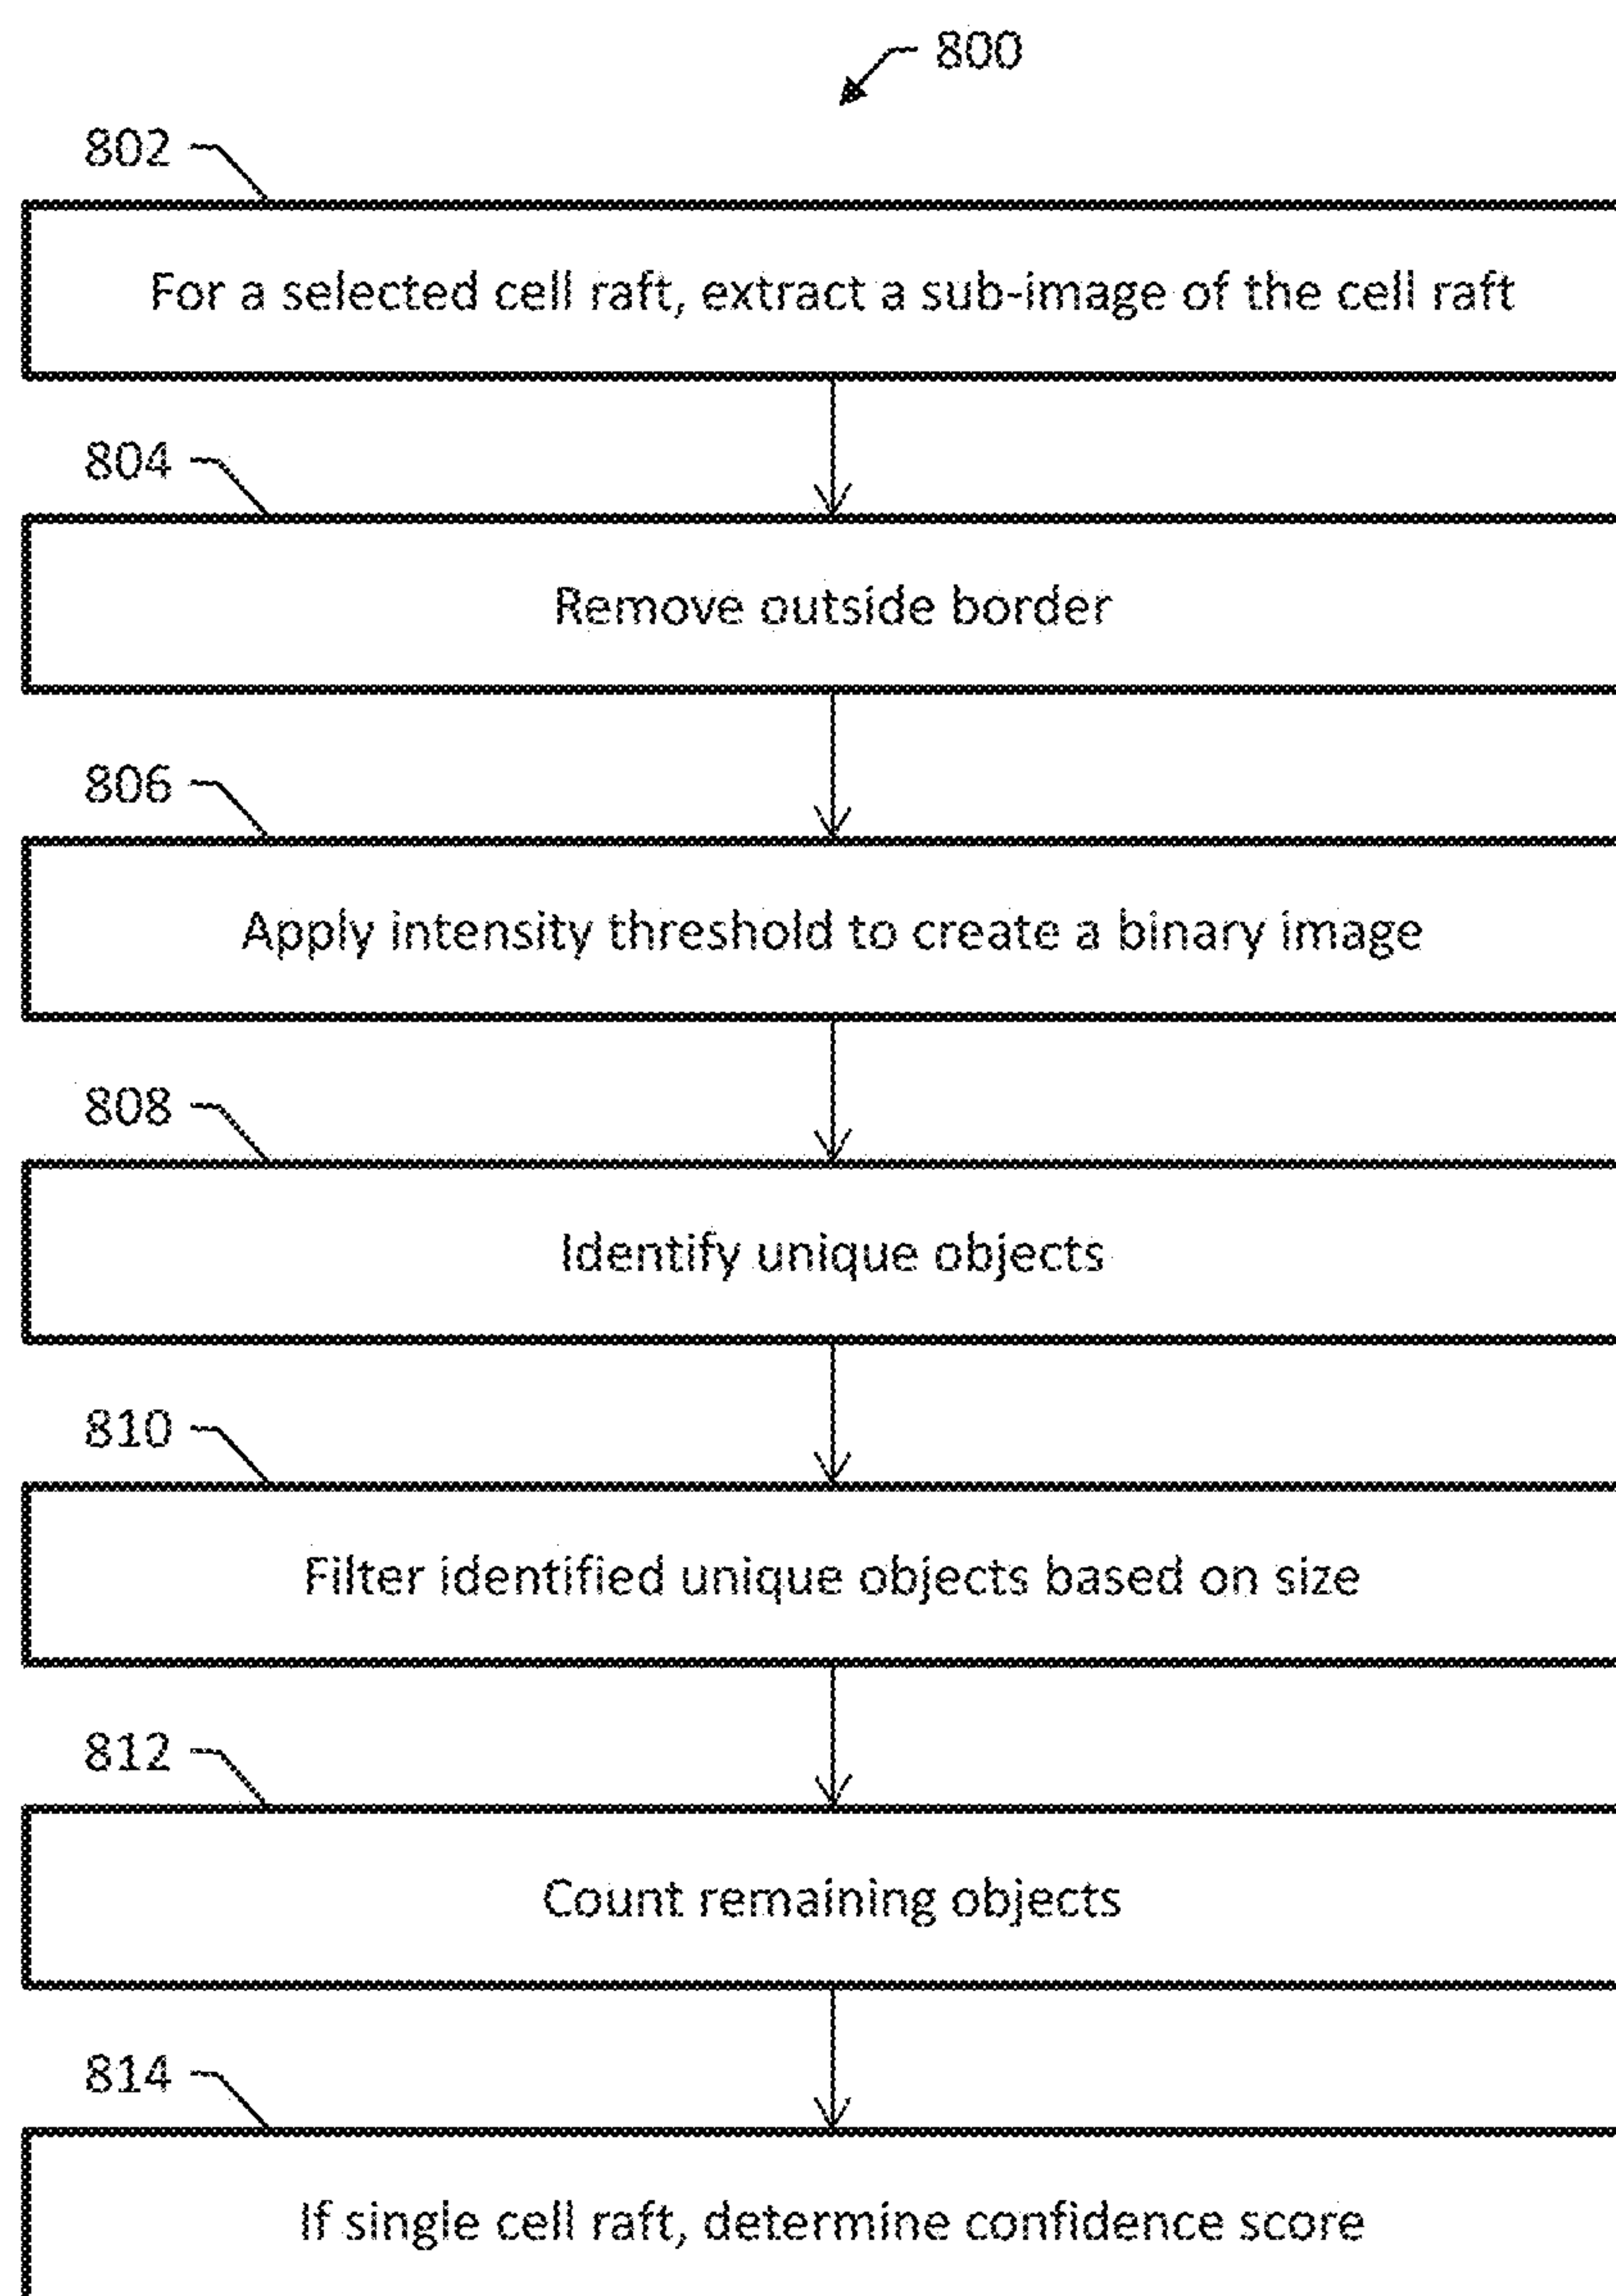 800
802
For a selected cell raft, extract a sub-image of the cell raft
804
Remove outside border
806
Apply intensity threshold to create a binary image
808
Identify unique objects
810
Filter identified unique objects based on size
812
Count remaining objects
814
If single cell raft, determine confidence score